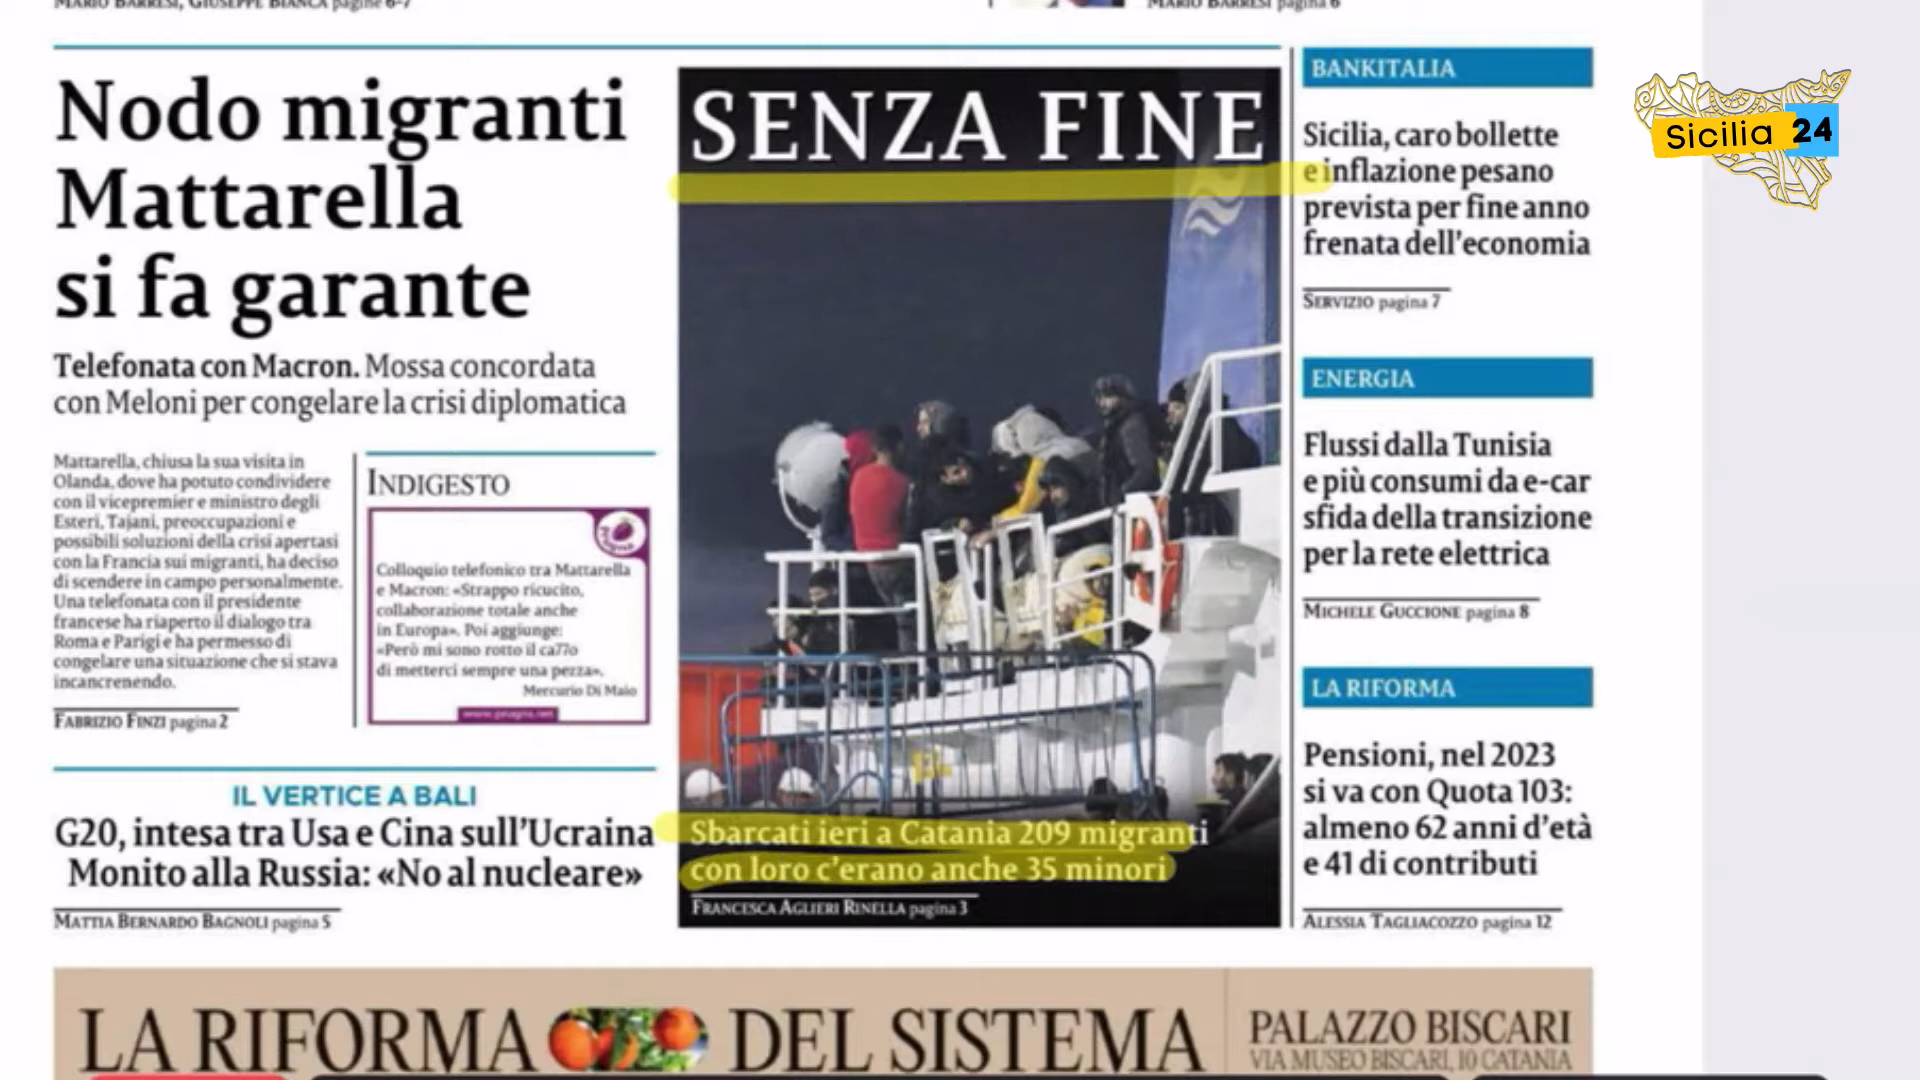 MARIO BARRESI, GIUSEPPE BIANCA pagine 6-7
MARIO BARRESI pagina 6
Nodo migranti
Mattarella
si fa garante
Telefonata con Macron. Mossa concordata
con Meloni per congelare la crisi diplomatica
Mattarella, chiusa la sua visita in
Olanda, dove ha potuto condividere
con il vicepremier e ministro degli
Esteri, Tajani, preoccupazioni e
possibili soluzioni della crisi apertasi
con la Francia sui migranti, ha deciso
di scendere in campo personalmente.
Una telefonata con il presidente
francese ha riaperto il dialogo tra
Roma e Parigi e ha permesso di
congelare una situazione che si stava
incancrenendo.
FABRIZIO FINZI pagina 2
INDIGESTO
Colloquio telefonico tra Mattarella
e Macron: «Strappo ricucito,
collaborazione totale anche
in Europa». Poi aggiunge:
«Però mi sono rotto il ca77o
di metterci sempre una pezza».
Mercurio Di Maio
IL VERTICE A BALI
G20, intesa tra Usa e Cina sull'Ucraina
Monito alla Russia: «No al nucleare»
MATTIA BERNARDO BAGNOLI pagina 5
SENZA FINE
Sbarcati ieri a Catania 209 migranti
con loro c'erano anche 35 minori
FRANCESCA AGLIERI RINELLA pagina 3
BANKITALIA
Sicilia, caro bollette
e inflazione pesano
prevista per fine anno
frenata dell'economia
SERVIZIO pagina 7
ENERGIA
Flussi dalla Tunisia
e più consumi da e-car
sfida della transizione
per la rete elettrica
MICHELE GUCCIONE pagina 8
LA RIFORMA
Pensioni, nel 2023
si va con Quota 103:
almeno 62 anni d'età
e 41 di contributi
ALESSIA TAGLIACOZZO pagina 12
Sicilia 24
LA RIFORMA DEL SISTEMA
PALAZZO BISCARI
VIA MUSEO BISCARI, 10 CATANIA